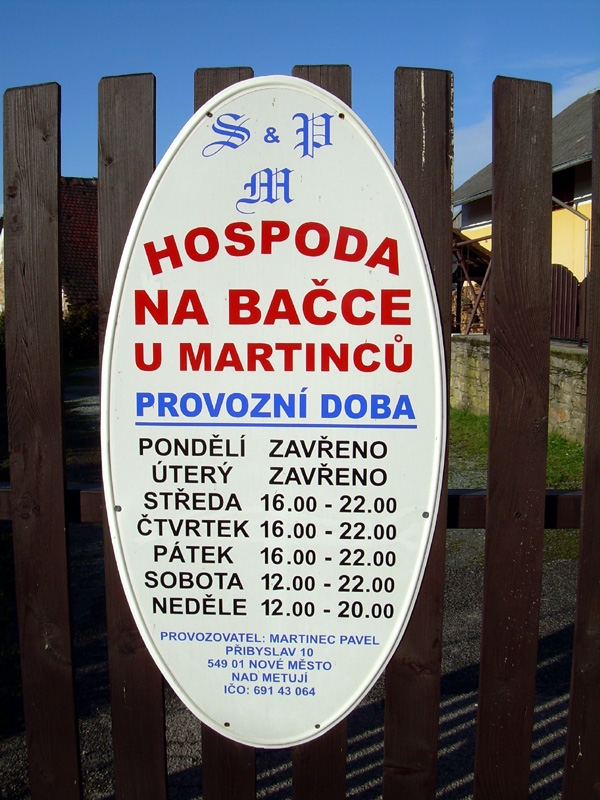 S & P
M
HOSPODA
NA BAČCE
U MARTINCŮ
PROVOZNÍ DOBA
PONDĚLÍ ZAVŘENO
ÚTERÝ ZAVŘENO
STŘEDA 16.00 - 22.00
ČTVRTEK 16.00 - 22.00
PÁTEK 16.00 - 22.00
SOBOTA 12.00 - 22.00
NEDĚLE 12.00 - 20.00
PROVOZOVATEL: MARTINEC PAVEL
PŘIBYSLAV 10
549 01 NOVÉ MĚSTO
NAD METUJÍ
IČO: 691 43 064